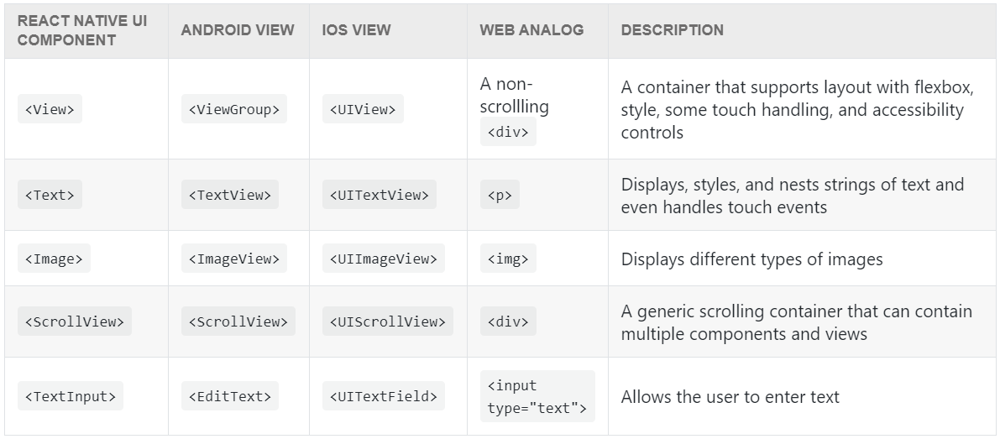 REACT NATIVE UI
COMPONENT
ANDROID VIEW
IOS VIEW
WEB ANALOG
DESCRIPTION
<View>
<ViewGroup>
<UIView>
A non-
scrollling
<div>
A container that supports layout with flexbox,
style, some touch handling, and accessibility
controls
<Text>
<TextView>
<UITextView>
<p>
Displays, styles, and nests strings of text and
even handles touch events
<Image>
<ImageView>
<UIImageView>
<img>
Displays different types of images
<ScrollView>
<ScrollView>
<UIScrollView>
<div>
A generic scrolling container that can contain
multiple components and views
<TextInput>
<EditText>
<UITextField>
<input
type="text">
Allows the user to enter text